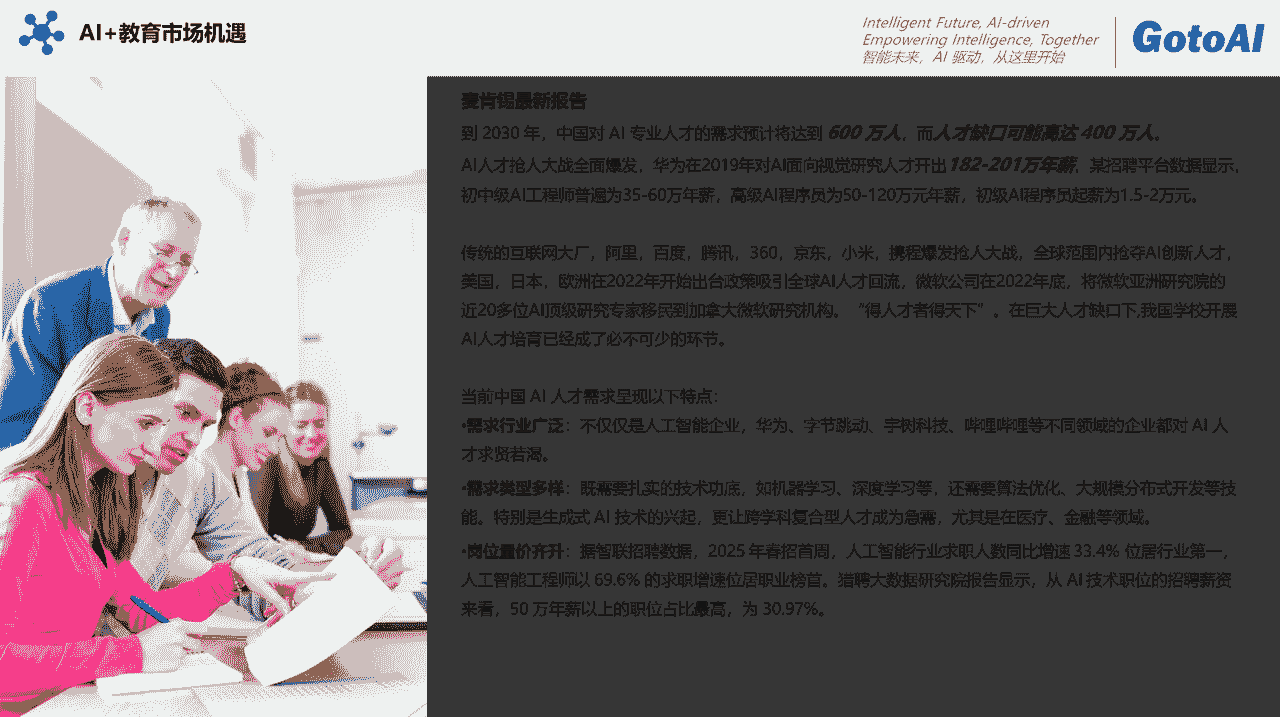 AI+教育市场机遇
Intelligent Future, AI-driven
Empowering Intelligence, Together
智能未来，AI 驱动，从这里开始
GotoAI
麦肯锡最新报告
到 2030 年，中国对 AI 专业人才的需求预计将达到 600 万人，而人才缺口可能高达 400 万人。
AI人才抢人大战全面爆发，华为在2019年对AI面向视觉研究人才开出182-201万年薪，某招聘平台数据显示，
初中级AI工程师普遍为35-60万年薪，高级AI程序员为50-120万元年薪，初级AI程序员起薪为1.5-2万元。
传统的互联网大厂，阿里，百度，腾讯，360，京东，小米，携程爆发抢人大战，全球范围内抢夺AI创新人才，
美国，日本，欧洲在2022年开始出台政策吸引全球AI人才回流，微软公司在2022年底，将微软亚洲研究院的
近20多位AI顶级研究专家移民到加拿大微软研究机构。“得人才者得天下”。在巨大人才缺口下,我国学校开展
AI人才培育已经成了必不可少的环节。
当前中国 AI 人才需求呈现以下特点：
•需求行业广泛：不仅仅是人工智能企业，华为、字节跳动、宇树科技、哔哩哔哩等不同领域的企业都对 AI 人
才求贤若渴。
•需求类型多样：既需要扎实的技术功底，如机器学习、深度学习等，还需要算法优化、大规模分布式开发等技
能。特别是生成式 AI 技术的兴起，更让跨学科复合型人才成为急需，尤其是在医疗、金融等领域。
•岗位量价齐升：据智联招聘数据，2025 年春招首周，人工智能行业求职人数同比增速 33.4% 位居行业第一，
人工智能工程师以 69.6% 的求职增速位居职业榜首。猎聘大数据研究院报告显示，从 AI 技术职位的招聘薪资
来看，50 万年薪以上的职位占比最高，为 30.97%。